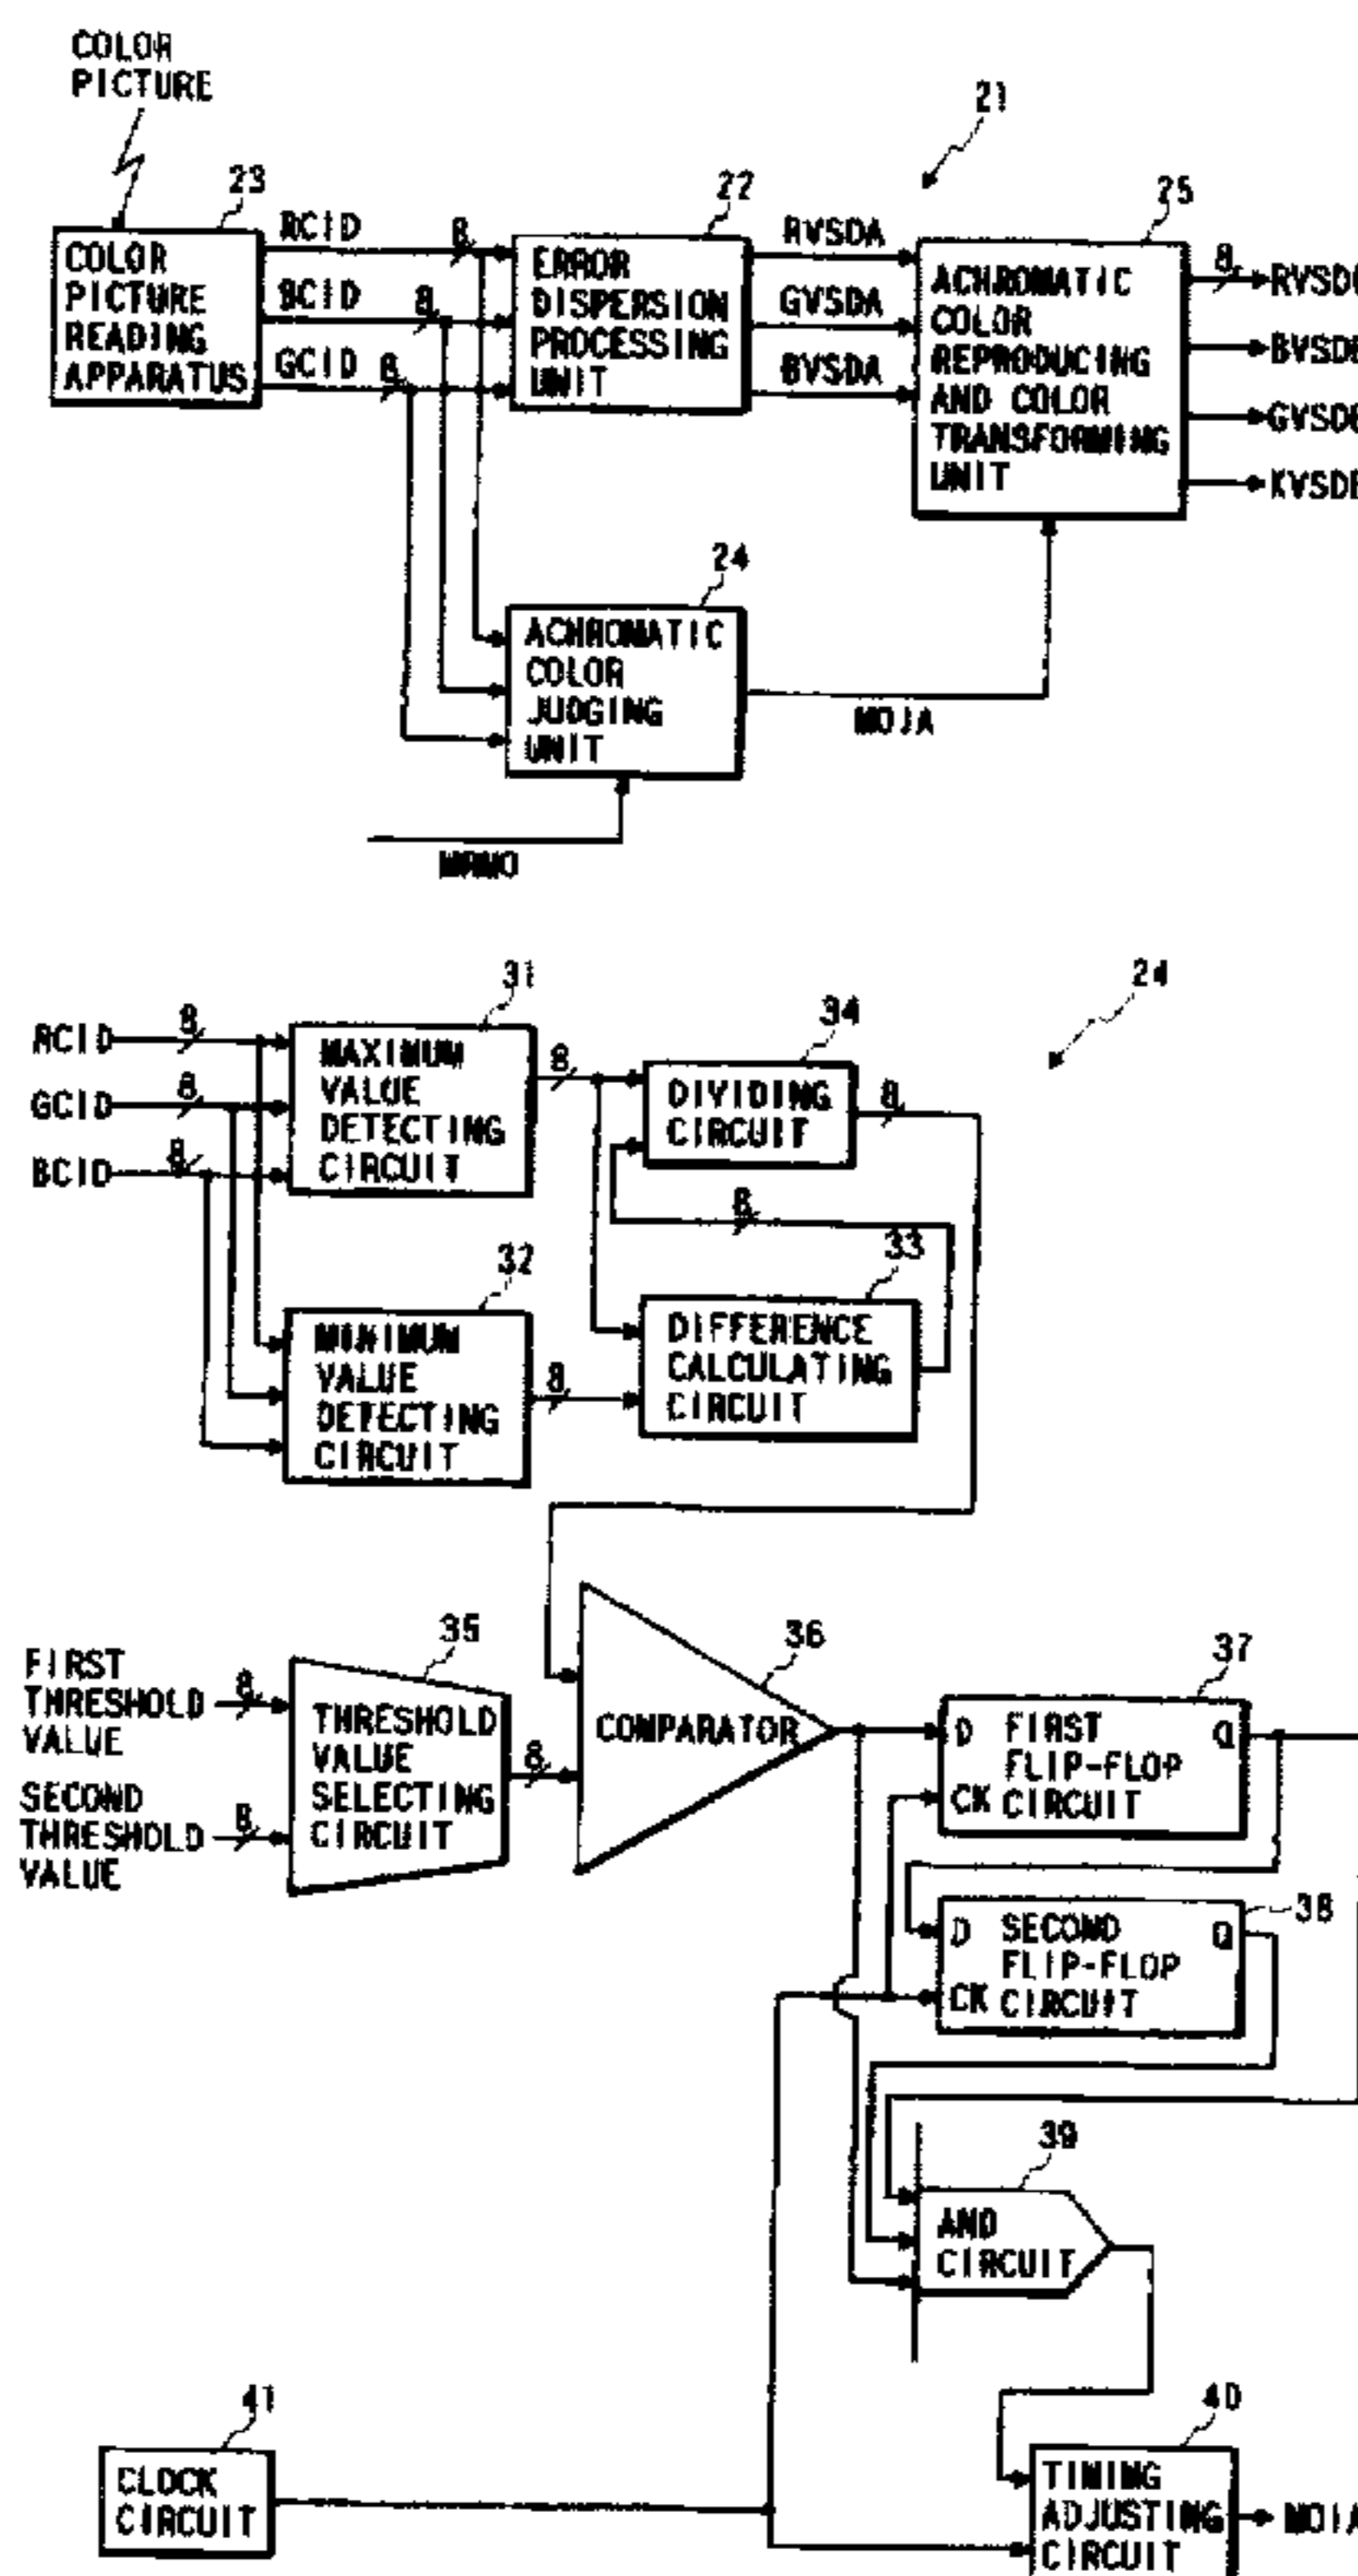 COLOR
PICTURE
21
23
22
25
RCID
8
BCID
8
GCID
8
COLOR
PICTURE
READING
APPARATUS
ERROR
DISPERSION
PROCESSING
UNIT
RVSDA
GVSDA
BVSDA
ACHROMATIC
COLOR
REPRODUCING
AND COLOR
TRANSFORMING
UNIT
8
24
ACHROMATIC
COLOR
JUDGING
UNIT
MOJA
31
34
24
RCID
8
GCID
8
BCID
8
MAXIMUM
VALUE
DETECTING
CIRCUIT
8
DIVIDING
CIRCUIT
8
8
32
33
MINIMUM
VALUE
DETECTING
CIRCUIT
8
DIFFERENCE
CALCULATING
CIRCUIT
35
36
37
FIRST
THRESHOLD
VALUE
8
SECOND
THRESHOLD
VALUE
8
THRESHOLD
VALUE
SELECTING
CIRCUIT
8
COMPARATOR
D FIRST Q
FLIP-FLOP
CK CIRCUIT
38
D SECOND Q
FLIP-FLOP
CK CIRCUIT
39
AND
CIRCUIT
41
40
CLOCK
CIRCUIT
TIMING
ADJUSTING
CIRCUIT